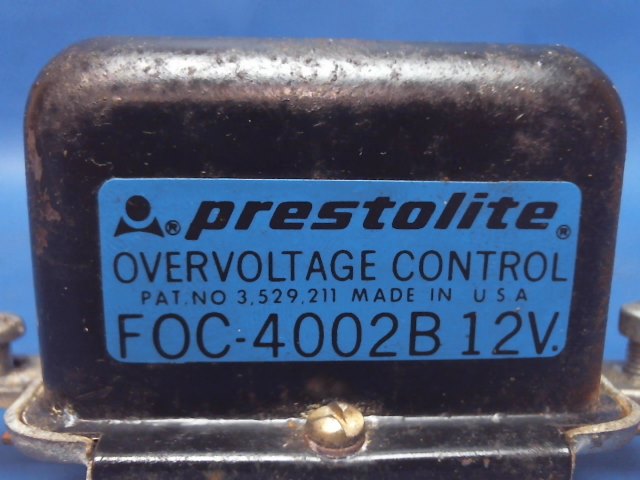 ® prestolite ®
OVERVOLTAGE CONTROL
PAT. NO 3,529,211 MADE IN U S A
FOC-4002B 12V.